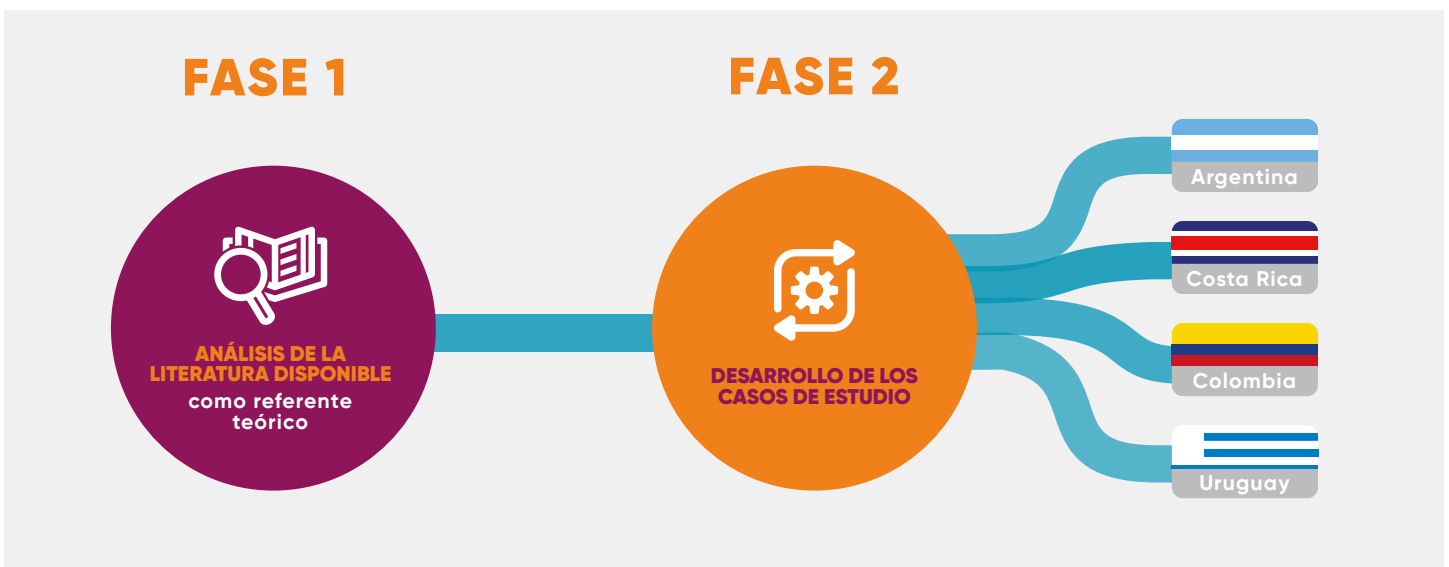 FASE 1
ANÁLISIS DE LA
LITERATURA DISPONIBLE
como referente
teórico
FASE 2
DESARROLLO DE LOS
CASOS DE ESTUDIO
Argentina
Costa Rica
Colombia
Uruguay